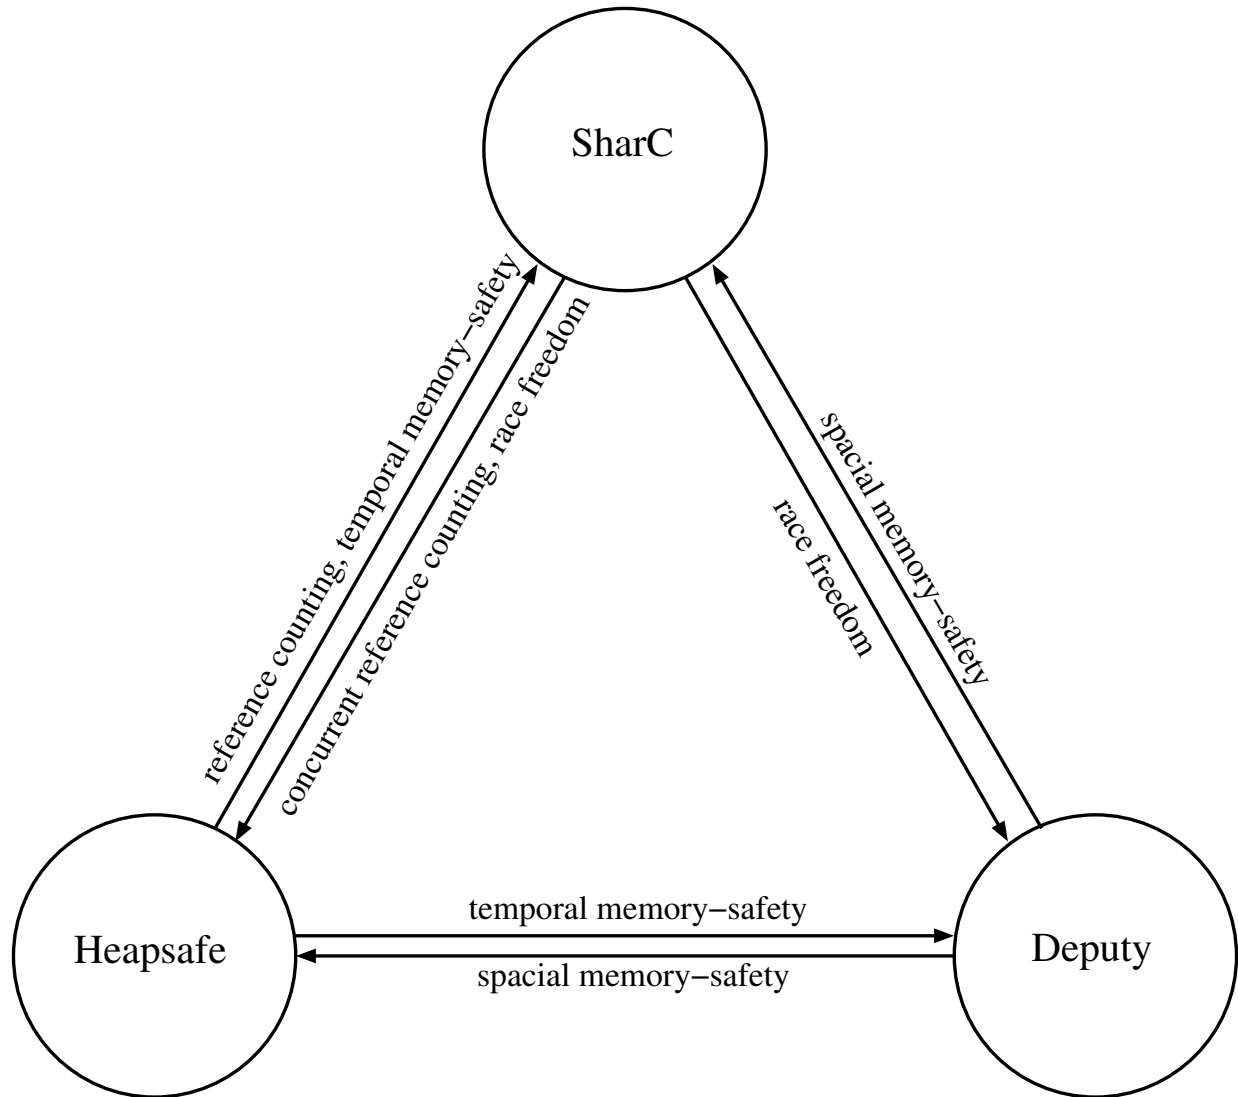 SharC
reference counting, temporal memory−safety
concurrent reference counting, race freedom
race freedom
spacial memory−safety
temporal memory−safety
Heapsafe
Deputy
spacial memory−safety